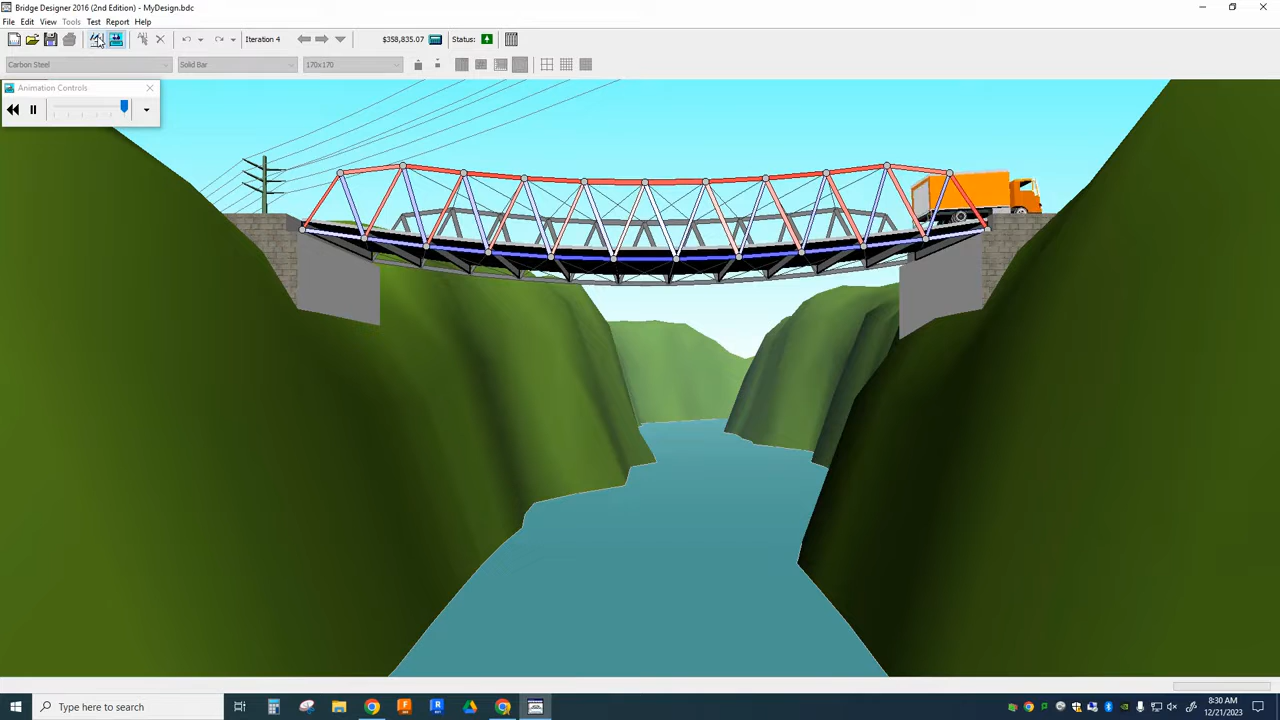 Bridge Designer 2016 (2nd Edition) - MyDesign.bdc
File Edit View Tools Test Report Help
Iteration 4 $358,835.07 Status:
Carbon Steel Solid Bar 170x170
Animation Controls
Type here to search
8:30 AM
12/21/2023